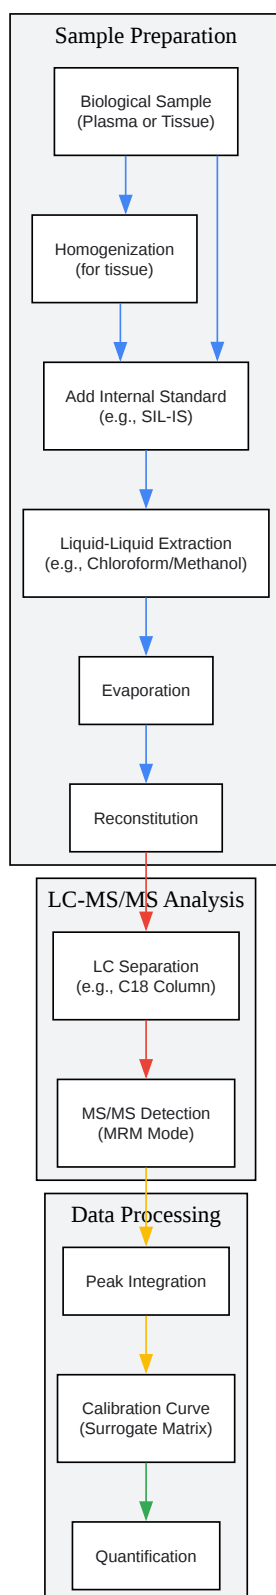 Sample Preparation
Biological Sample
(Plasma or Tissue)
Homogenization
(for tissue)
Add Internal Standard
(e.g., SIL-IS)
Liquid-Liquid Extraction
(e.g., Chloroform/Methanol)
Evaporation
Reconstitution
LC-MS/MS Analysis
LC Separation
(e.g., C18 Column)
MS/MS Detection
(MRM Mode)
Data Processing
Peak Integration
Calibration Curve
(Surrogate Matrix)
Quantification